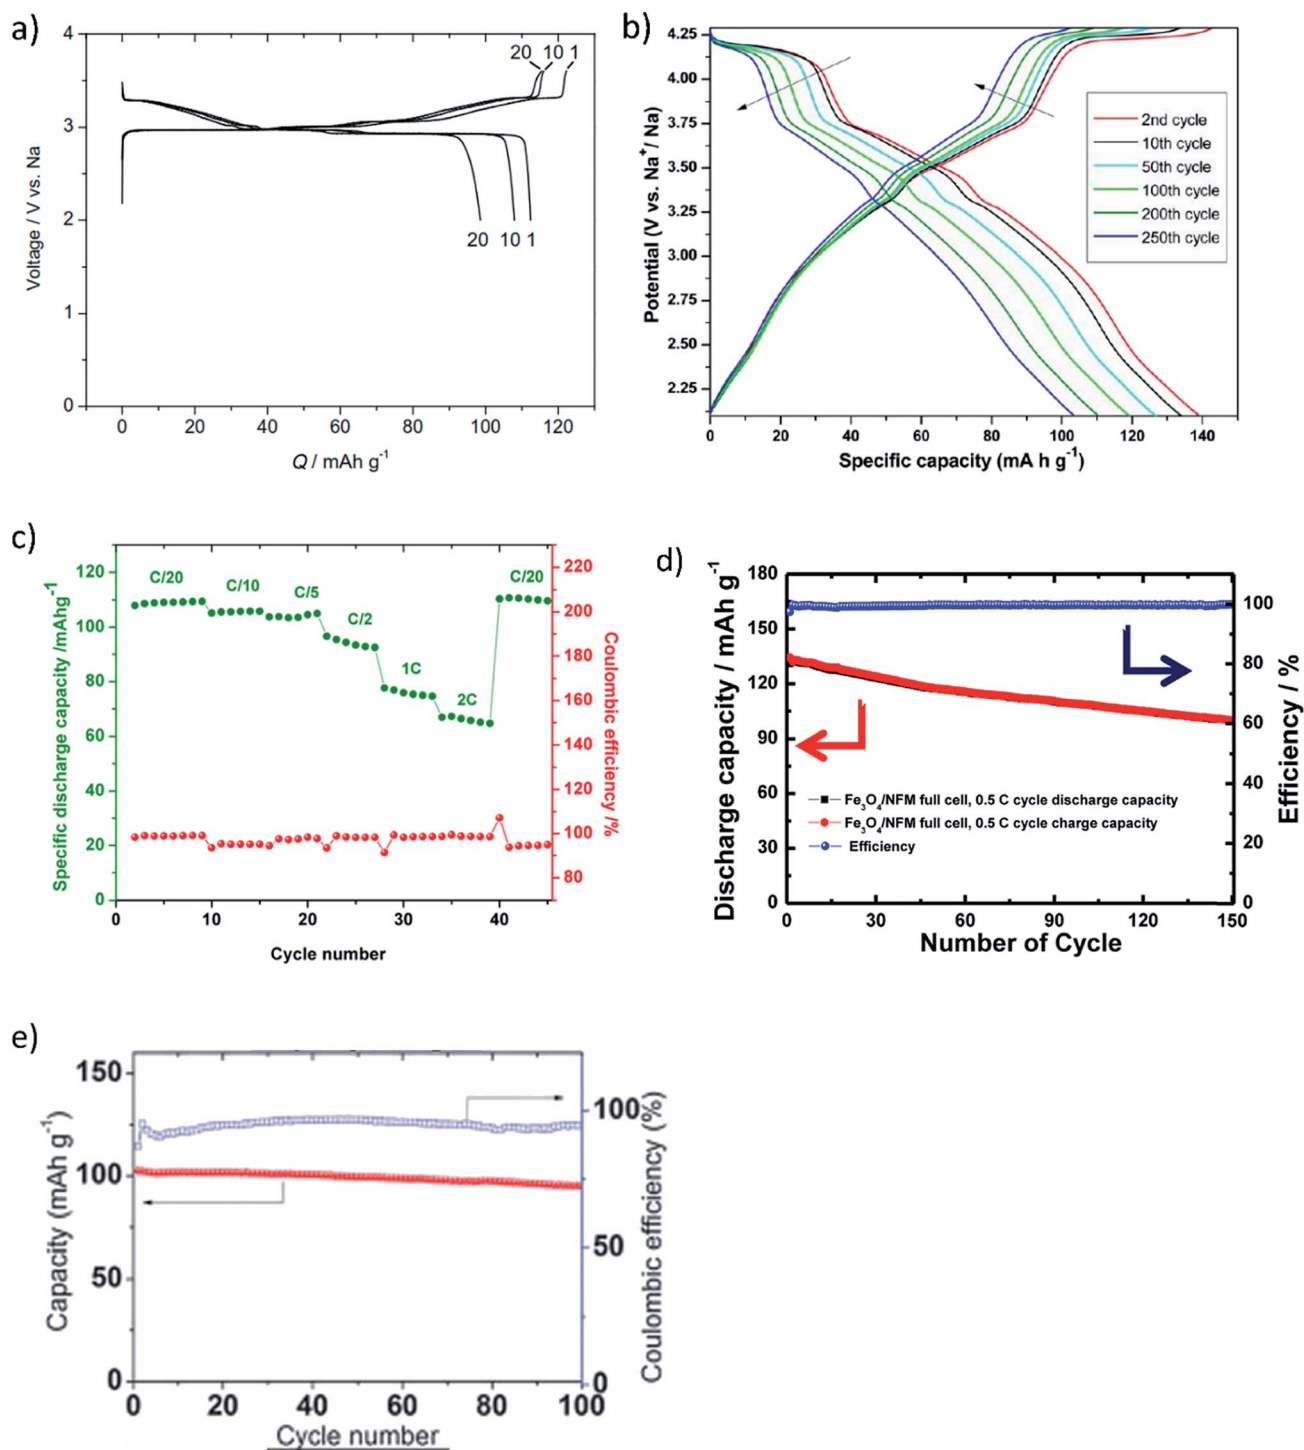 a)
4
3
2
1
0
Voltage / V vs. Na
20 10 1
20 10 1
0 20 40 60 80 100 120
Q / mAh g⁻¹
b)
4.25
4.00
3.75
3.50
3.25
3.00
2.75
2.50
2.25
Potential (V vs. Na⁺/ Na)
2nd cycle
10th cycle
50th cycle
100th cycle
200th cycle
250th cycle
0 20 40 60 80 100 120 140
Specific capacity (mA h g⁻¹)
c)
120
100
80
60
40
20
0
Specific discharge capacity /mAhg⁻¹
C/20
C/10
C/5
C/2
1C
2C
C/20
220
200
180
160
150
140
120
100
80
Coulombic efficiency /%
0 10 20 30 40
Cycle number
d)
180
150
120
90
60
30
0
Discharge capacity / mAh g⁻¹
Fe₃O₄/NFM full cell, 0.5 C cycle discharge capacity
Fe₃O₄/NFM full cell, 0.5 C cycle charge capacity
Efficiency
100
80
60
40
20
0
Efficiency / %
0 30 60 90 120 150
Number of Cycle
e)
150
100
50
0
Capacity (mAh g⁻¹)
100
50
0
Coulombic efficiency (%)
0 20 40 60 80 100
Cycle number